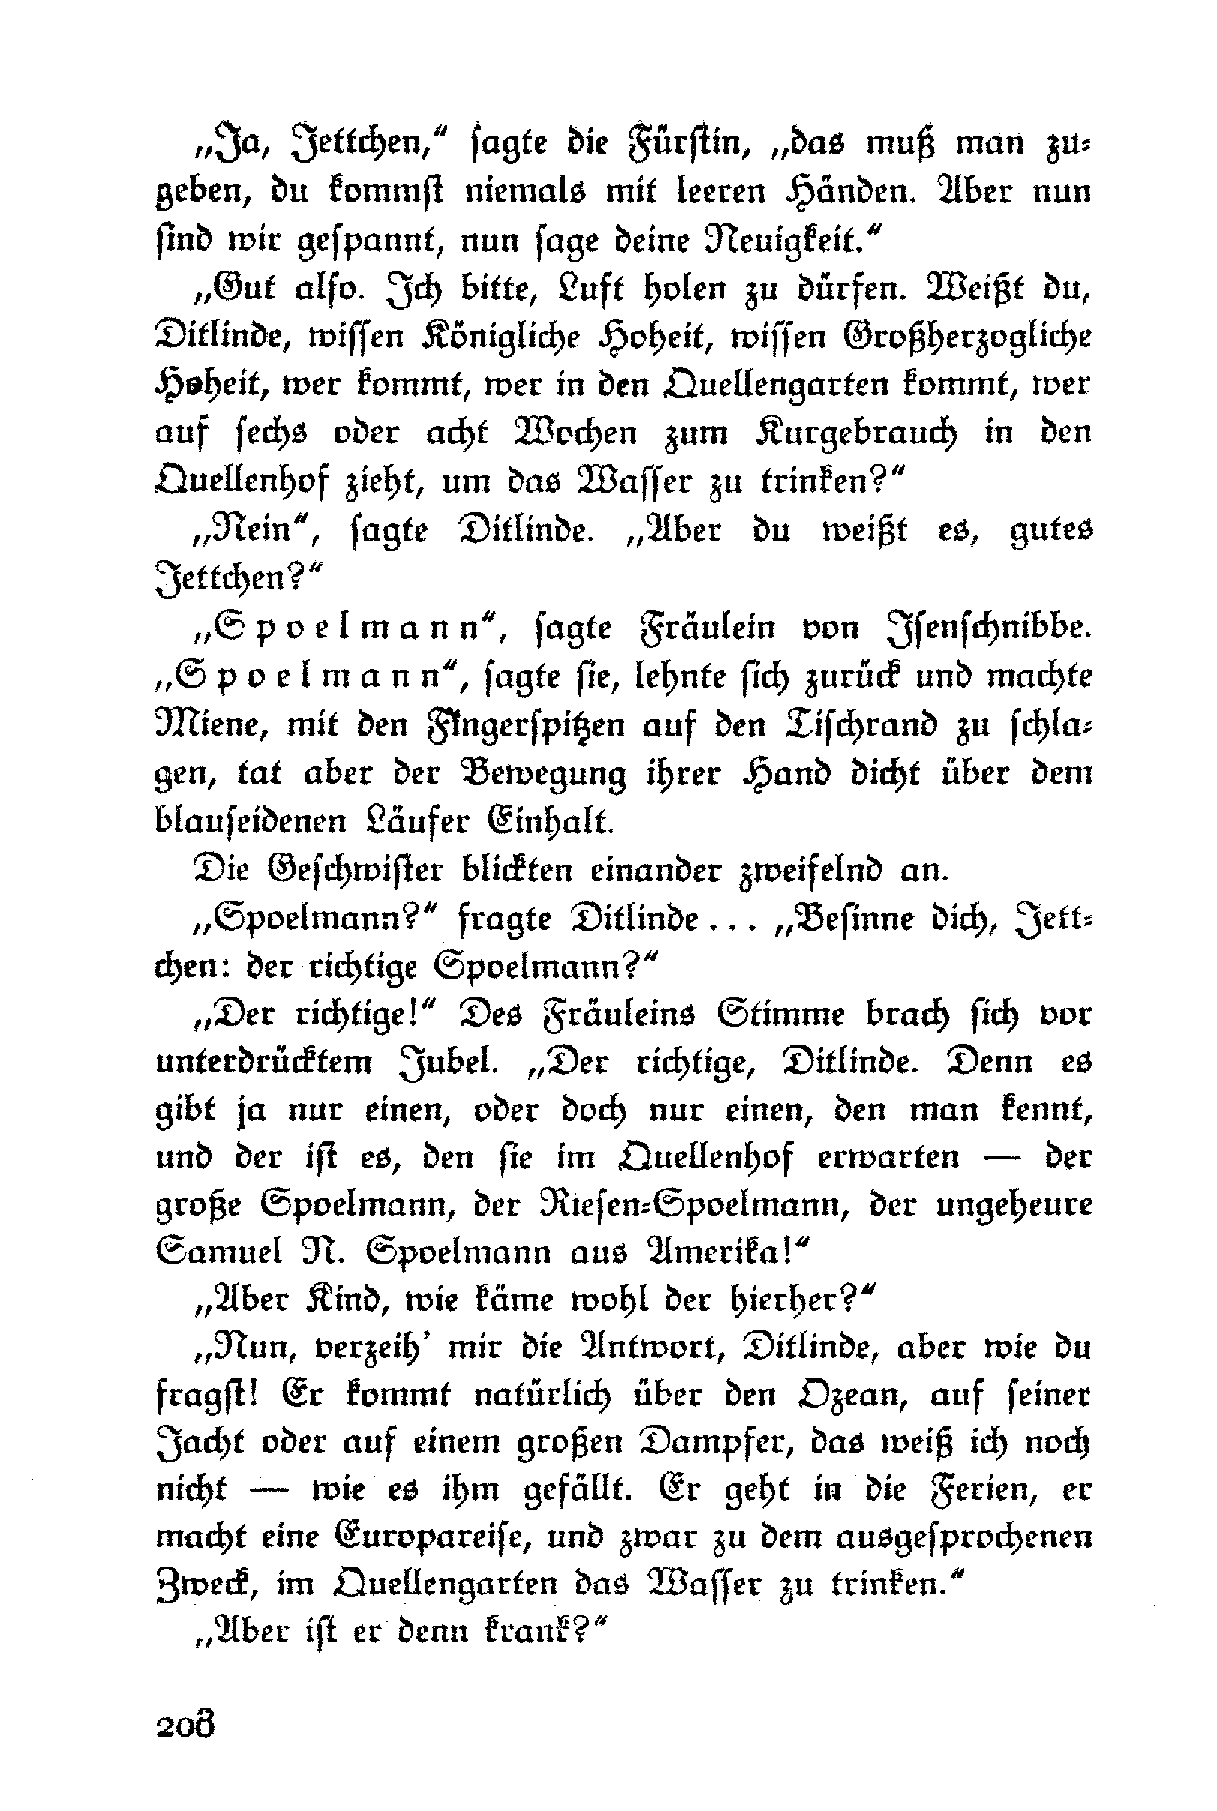 „Ja, Jettchen,“ ſagte die Fürſtin, „das muß man zu⸗
geben, du kommſt niemals mit leeren Händen. Aber nun
ſind wir geſpannt, nun ſage deine Neuigkeit.“
„Gut alſo. Ich bitte, Luft holen zu dürfen. Weißt du,
Ditlinde, wiſſen Königliche Hoheit, wiſſen Großherzogliche
Hoheit, wer kommt, wer in den Quellengarten kommt, wer
auf ſechs oder acht Wochen zum Kurgebrauch in den
Quellenhof zieht, um das Waſſer zu trinken?“
„Nein“, ſagte Ditlinde. „Aber du weißt es, gutes
Jettchen?“
„Spoelmann“, ſagte Fräulein von Iſenſchnibbe.
„Spoelmann“, ſagte ſie, lehnte ſich zurück und machte
Miene, mit den Fingerſpitzen auf den Tiſchrand zu ſchla⸗
gen, tat aber der Bewegung ihrer Hand dicht über dem
blauſeidenen Läufer Einhalt.
Die Geſchwiſter blickten einander zweifelnd an.
„Spoelmann?“ fragte Ditlinde... „Beſinne dich, Jett⸗
chen: der richtige Spoelmann?“
„Der richtige!“ Des Fräuleins Stimme brach ſich vor
unterdrücktem Jubel. „Der richtige, Ditlinde. Denn es
gibt ja nur einen, oder doch nur einen, den man kennt,
und der iſt es, den ſie im Quellenhof erwarten — der
große Spoelmann, der Rieſen⸗Spoelmann, der ungeheure
Samuel N. Spoelmann aus Amerika!“
„Aber Kind, wie käme wohl der hierher?“
„Nun, verzeih’ mir die Antwort, Ditlinde, aber wie du
fragſt! Er kommt natürlich über den Ozean, auf ſeiner
Jacht oder auf einem großen Dampfer, das weiß ich noch
nicht — wie es ihm gefällt. Er geht in die Ferien, er
macht eine Europareiſe, und zwar zu dem ausgeſprochenen
Zweck, im Quellengarten das Waſſer zu trinken.“
„Aber iſt er denn krank?“
208